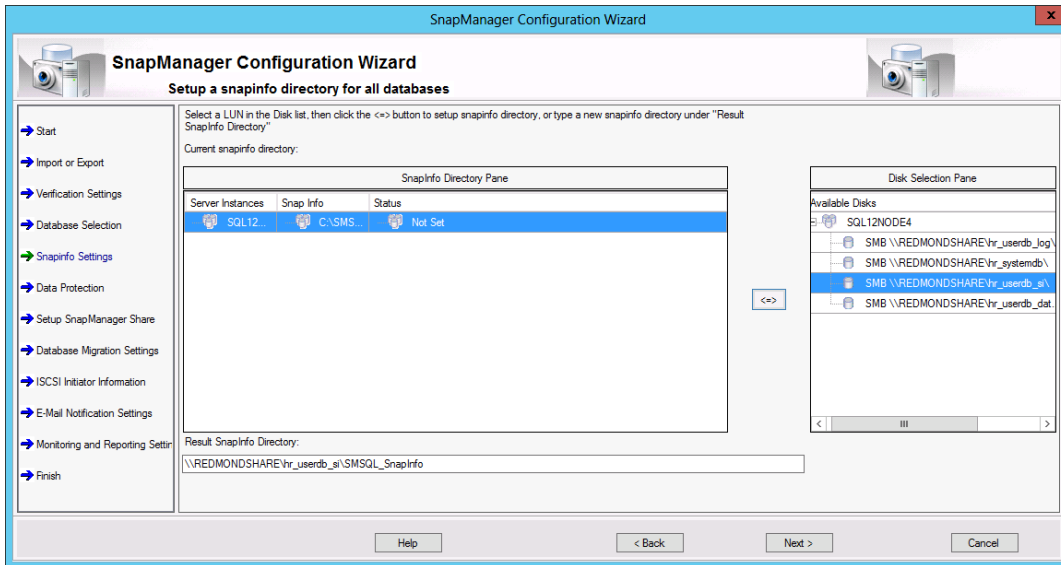 SnapManager Configuration Wizard
x
SnapManager Configuration Wizard
Setup a snapinfo directory for all databases
Start
Import or Export
Verification Settings
Database Selection
Snapinfo Settings
Data Protection
Setup SnapManager Share
Database Migration Settings
ISCSI Initiator Information
E-Mail Notification Settings
Monitoring and Reporting Settin
Finish
Select a LUN in the Disk list, then click the <=> button to setup snapinfo directory, or type a new snapinfo directory under "Result
SnapInfo Directory"
Current snapinfo directory:
SnapInfo Directory Pane
Server Instances Snap Info Status
SQL12... C:\SMS... Not Set
<=>
Disk Selection Pane
Available Disks
SQL12NODE4
SMB \\REDMONDSHARE\hr_userdb_log\
SMB \\REDMONDSHARE\hr_systemdb\
SMB \\REDMONDSHARE\hr_userdb_si\
SMB \\REDMONDSHARE\hr_userdb_dat.
Result SnapInfo Directory:
\\REDMONDSHARE\hr_userdb_si\SMSQL_SnapInfo
Help < Back Next > Cancel